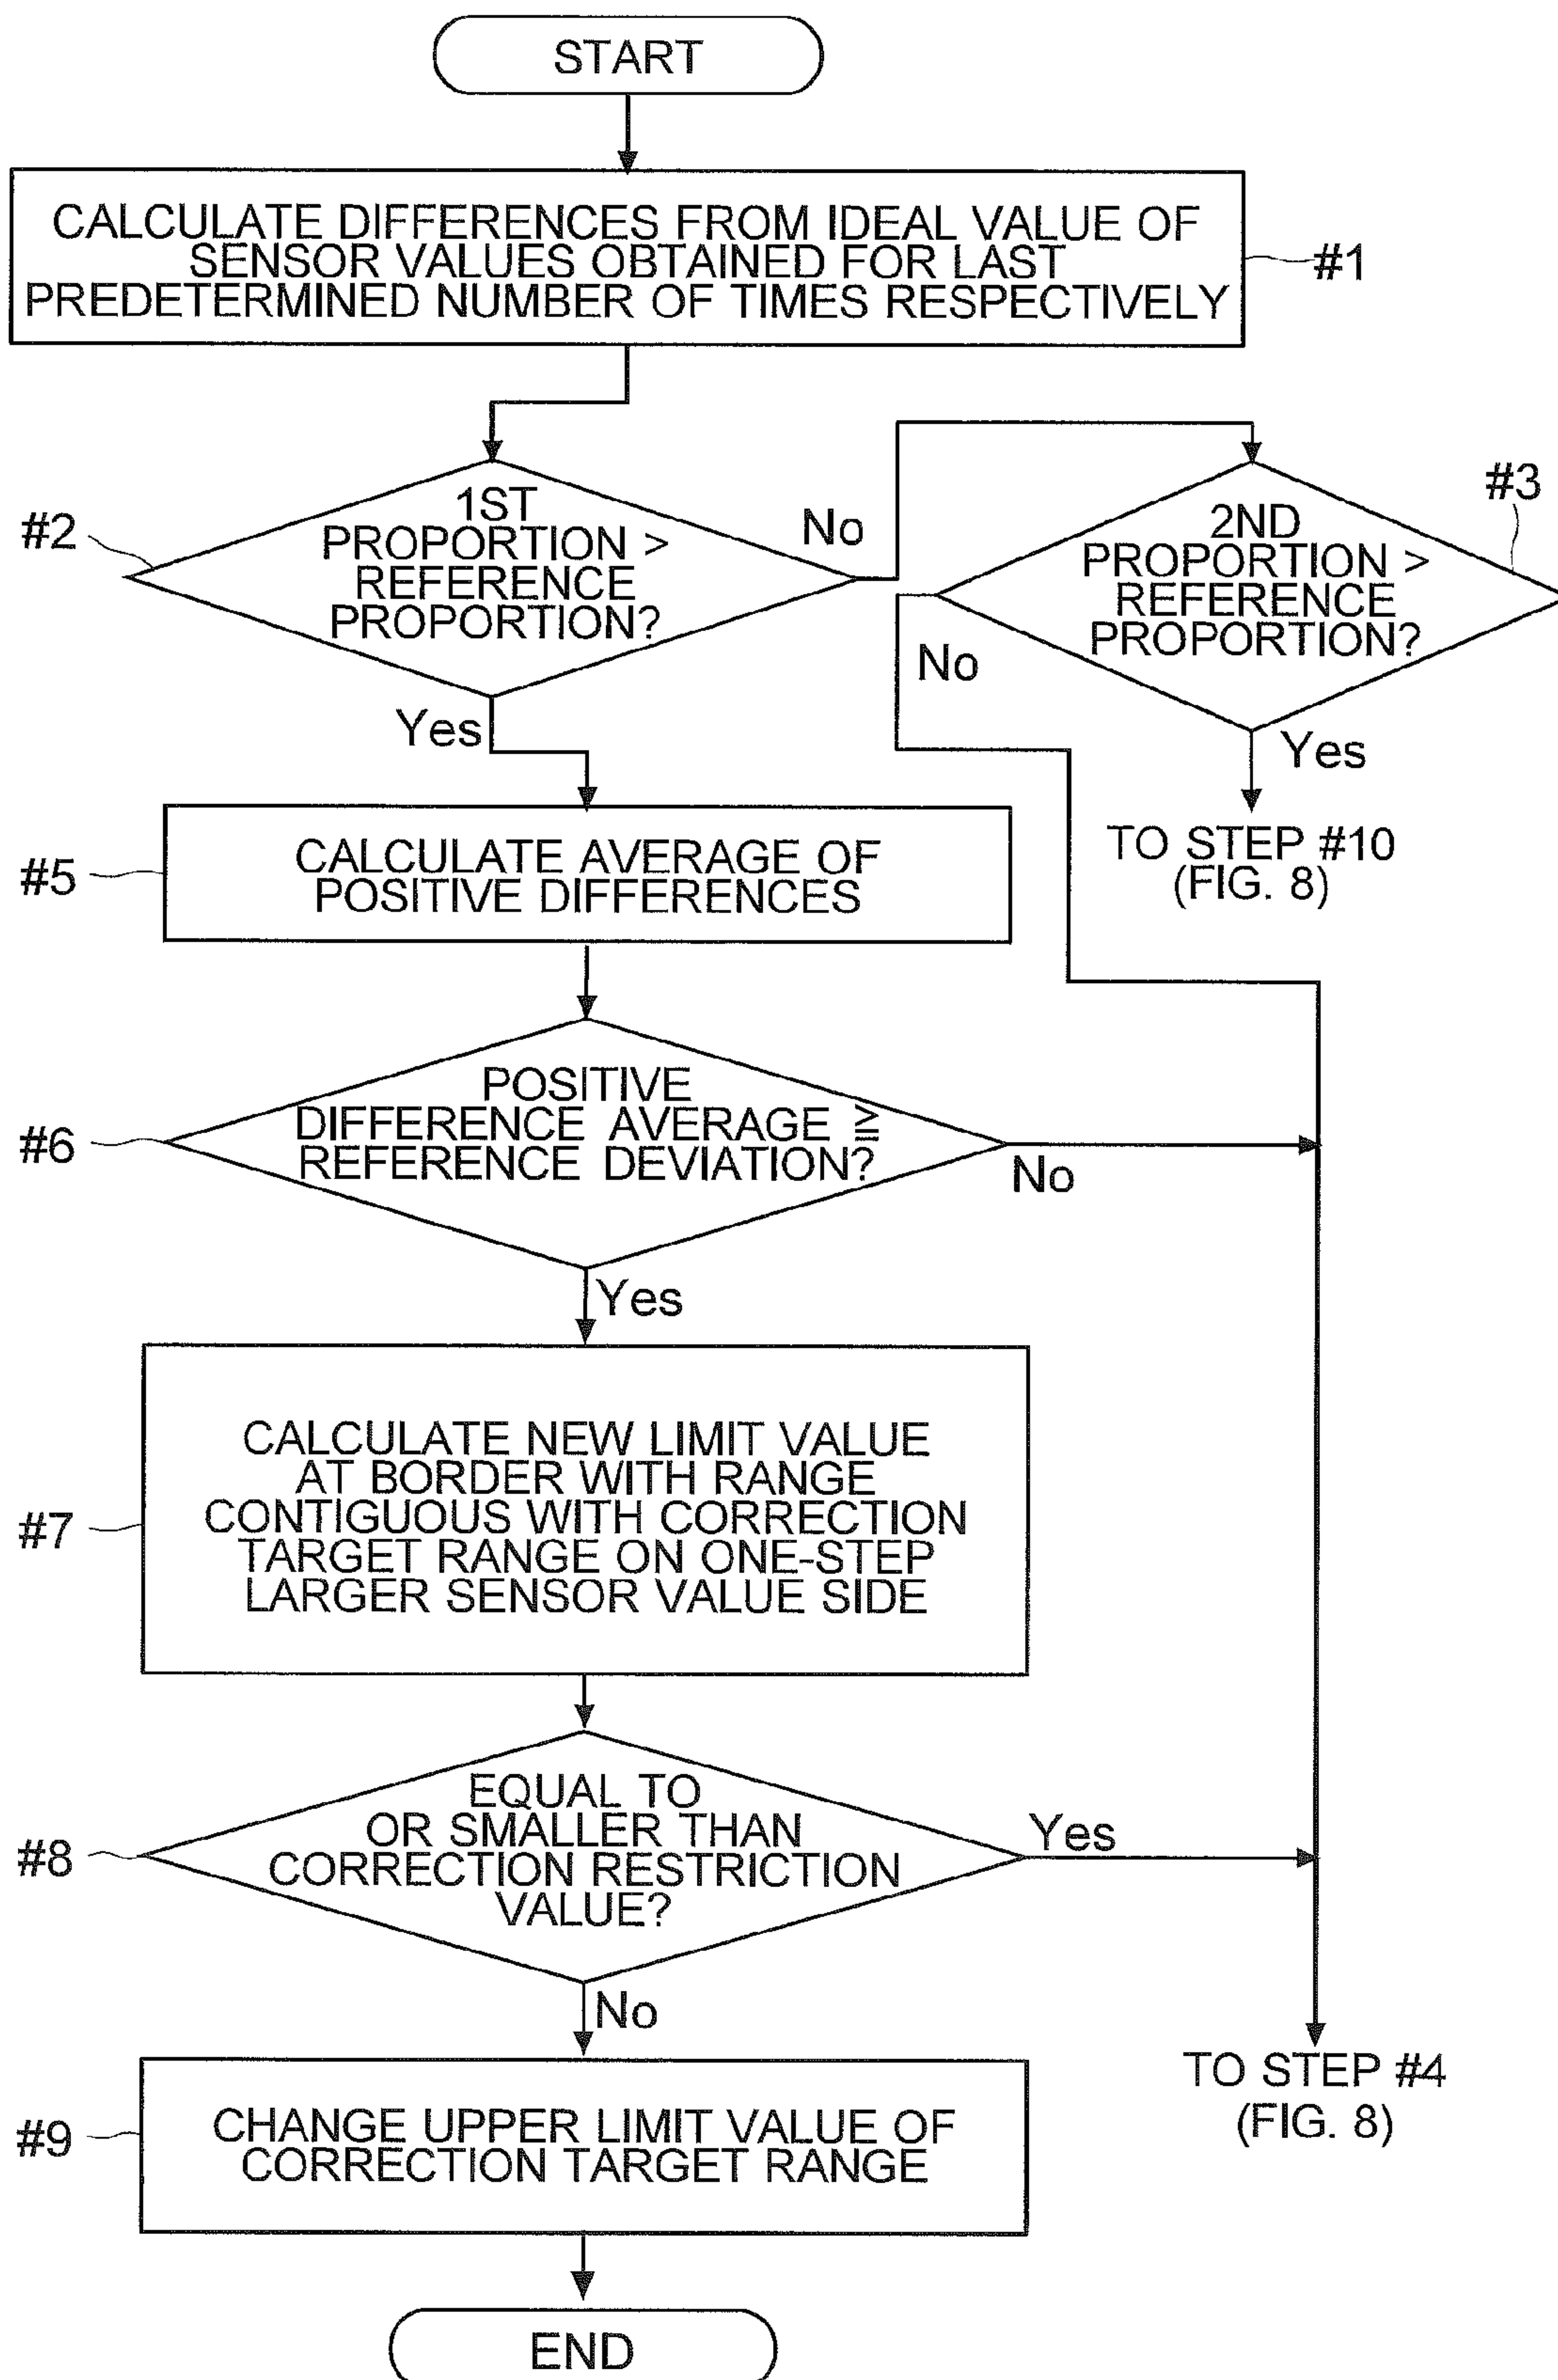 START
CALCULATE DIFFERENCES FROM IDEAL VALUE OF
SENSOR VALUES OBTAINED FOR LAST
PREDETERMINED NUMBER OF TIMES RESPECTIVELY
#1
#2
1ST
PROPORTION >
REFERENCE
PROPORTION?
No
Yes
#3
2ND
PROPORTION >
REFERENCE
PROPORTION?
No
Yes
TO STEP #10
(FIG. 8)
#5
CALCULATE AVERAGE OF
POSITIVE DIFFERENCES
#6
POSITIVE
DIFFERENCE AVERAGE ≧
REFERENCE DEVIATION?
No
Yes
#7
CALCULATE NEW LIMIT VALUE
AT BORDER WITH RANGE
CONTIGUOUS WITH CORRECTION
TARGET RANGE ON ONE-STEP
LARGER SENSOR VALUE SIDE
#8
EQUAL TO
OR SMALLER THAN
CORRECTION RESTRICTION
VALUE?
Yes
No
TO STEP #4
(FIG. 8)
#9
CHANGE UPPER LIMIT VALUE OF
CORRECTION TARGET RANGE
END